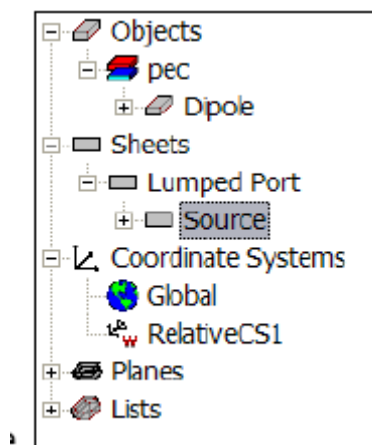 Objects
pec
Dipole
Sheets
Lumped Port
Source
Coordinate Systems
Global
RelativeCS1
Planes
Lists